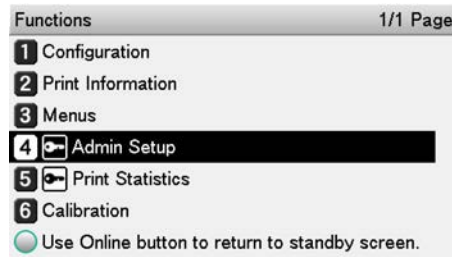 Functions 1/1 Page
1 Configuration
2 Print Information
3 Menus
4 Admin Setup
5 Print Statistics
6 Calibration
Use Online button to return to standby screen.